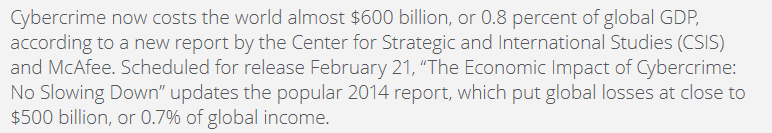 Cybercrime now costs the world almost $600 billion, or 0.8 percent of global GDP,
according to a new report by the Center for Strategic and International Studies (CSIS)
and McAfee. Scheduled for release February 21, “The Economic Impact of Cybercrime:
No Slowing Down” updates the popular 2014 report, which put global losses at close to
$500 billion, or 0.7% of global income.